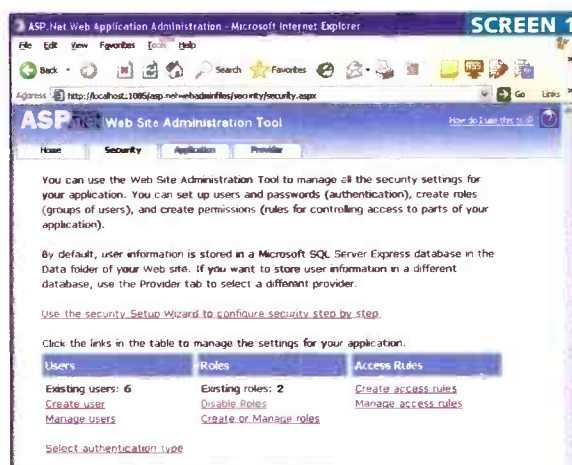 ASP.Net Web Application Administration - Microsoft Internet Explorer
SCREEN 1
File Edit View Favorites Tools Help
Back Search Favorites
Address http://localhost:1085/asp.netwebadminfiles/security/security.aspx Go Links
ASP.net Web Site Administration Tool How do I use this tool?
Home Security Application Provider
You can use the Web Site Administration Tool to manage all the security settings for
your application. You can set up users and passwords (authentication), create roles
(groups of users), and create permissions (rules for controlling access to parts of your
application).
By default, user information is stored in a Microsoft SQL Server Express database in the
Data folder of your Web site. If you want to store user information in a different
database, use the Provider tab to select a different provider.
Use the security Setup Wizard to configure security step by step.
Click the links in the table to manage the settings for your application.
Users Roles Access Rules
Existing users: 6 Existing roles: 2 Create access rules
Create user Disable Roles Manage access rules
Manage users Create or Manage roles
Select authentication type